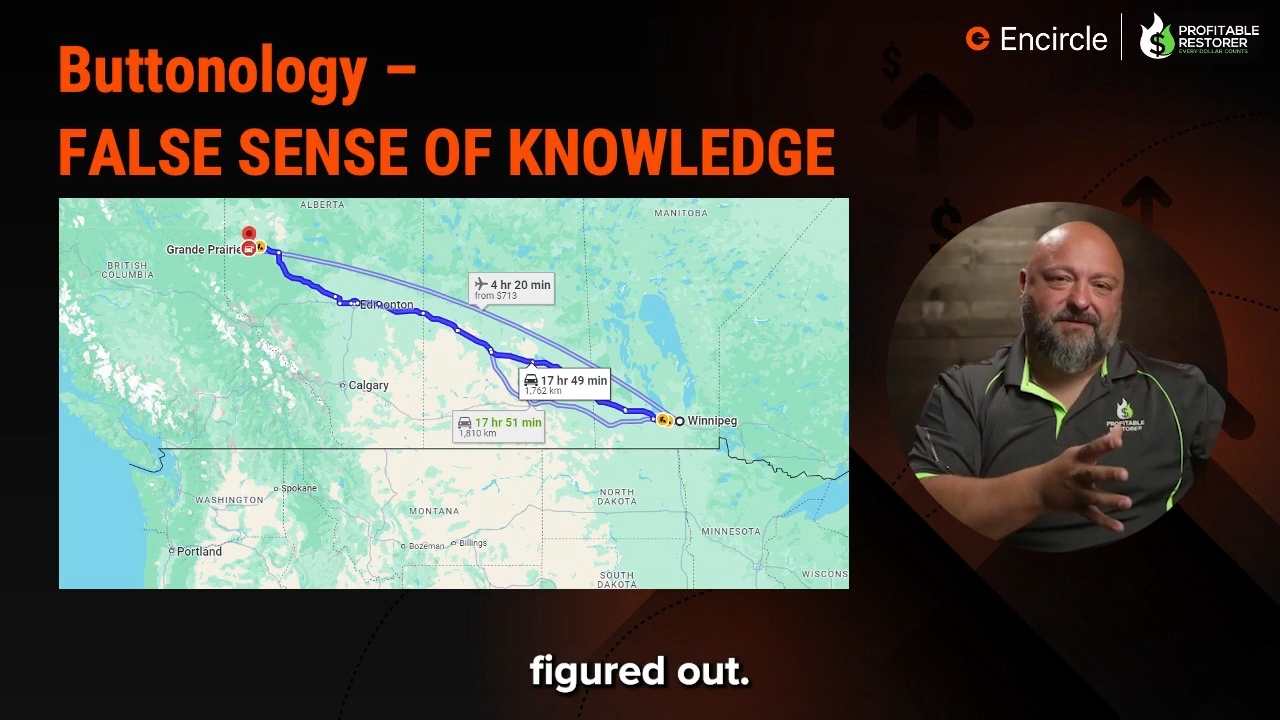 Buttonology –
FALSE SENSE OF KNOWLEDGE
Encircle
PROFITABLE
RESTORER
EVERY DOLLAR COUNTS
ALBERTA
MANITOBA
Grande Prairie
BRITISH
COLUMBIA
4 hr 20 min
from $713
Edmonton
17 hr 49 min
1,762 km
Calgary
17 hr 51 min
1,810 km
Winnipeg
Spokane
WASHINGTON
NORTH
DAKOTA
MONTANA
MINNESOTA
Portland
Bozeman
Billings
SOUTH
DAKOTA
WISCONS
PROFITABLE
RESTORER
figured out.